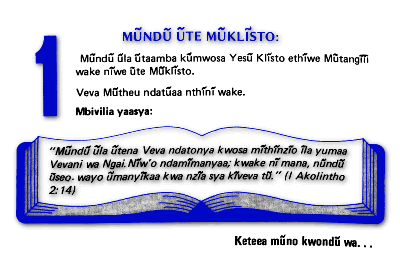 1
MŨNDŨ ŨTE MŨKLĨSTO:
Mũndũ ũla ũtaamba kũmwosa Yesũ Klĩsto ethĩwe Mũtangĩĩi
wake nĩwe ũte Mũklĩsto.
Veva Mũtheu ndatũaa nthĩnĩ wake.
Mbivilia yaasya:
“Mũndũ ũla ũtena Veva ndatonya kwosa mĩthĩnzĩo ĩla yumaa
Vevani wa Ngai. Nĩw’o ndamĩmanyaa; kwake nĩ mana, nũndũ
ũseo. wayo ũmanyĩkaa kwa nzĩa sya kĩveva tũ.” (I Akolintho
2:14)
Keteea mũno kwondũ wa. . .